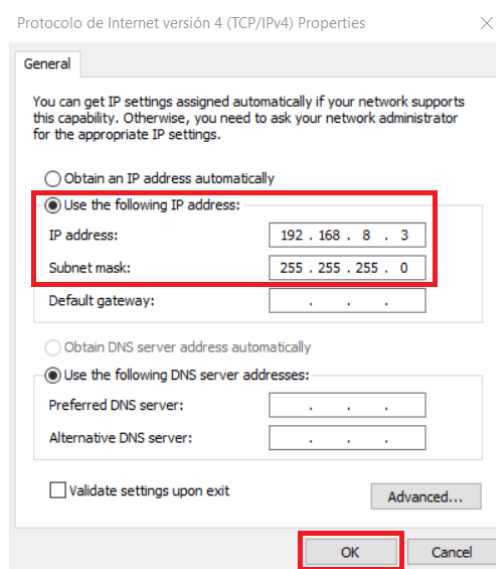 Protocolo de Internet versión 4 (TCP/IPv4) Properties
General
You can get IP settings assigned automatically if your network supports
this capability. Otherwise, you need to ask your network administrator
for the appropriate IP settings.
Obtain an IP address automatically
Use the following IP address:
IP address: 192 . 168 . 8 . 3
Subnet mask: 255 . 255 . 255 . 0
Default gateway: . . .
Obtain DNS server address automatically
Use the following DNS server addresses:
Preferred DNS server: . . .
Alternative DNS server: . . .
Validate settings upon exit
Advanced...
OK Cancel